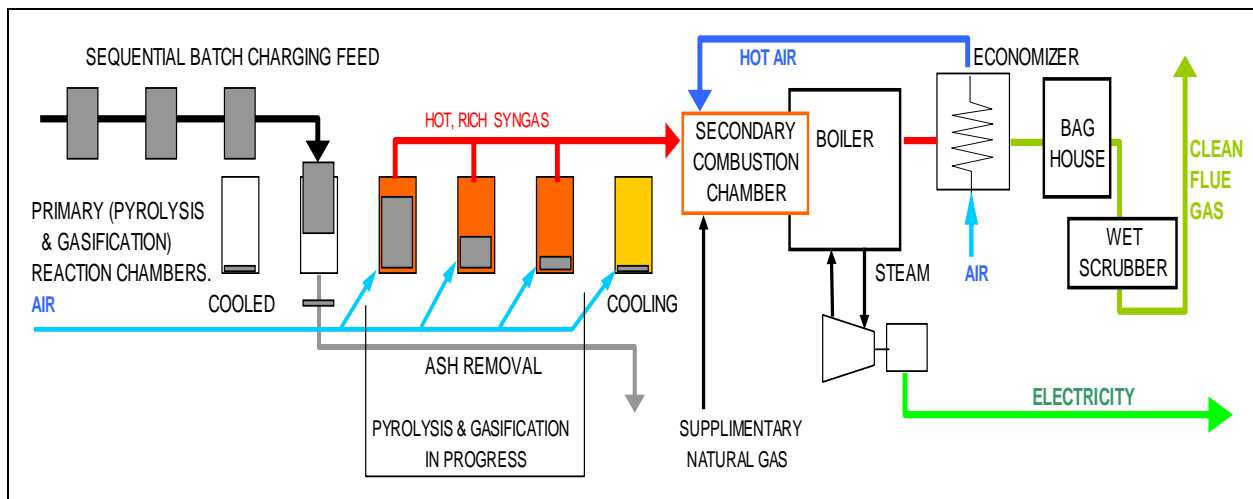 SEQUENTIAL BATCH CHARGING FEED
HOT AIR
ECONOMIZER
HOT, RICH SYNGAS
SECONDARY
COMBUSTION
CHAMBER
BOILER
BAG
HOUSE
CLEAN
FLUE
GAS
PRIMARY (PYROLYSIS
& GASIFICATION)
REACTION CHAMBERS.
AIR
COOLED
COOLING
STEAM
AIR
WET
SCRUBBER
ASH REMOVAL
PYROLYSIS & GASIFICATION
IN PROGRESS
SUPPLIMENTARY
NATURAL GAS
ELECTRICITY